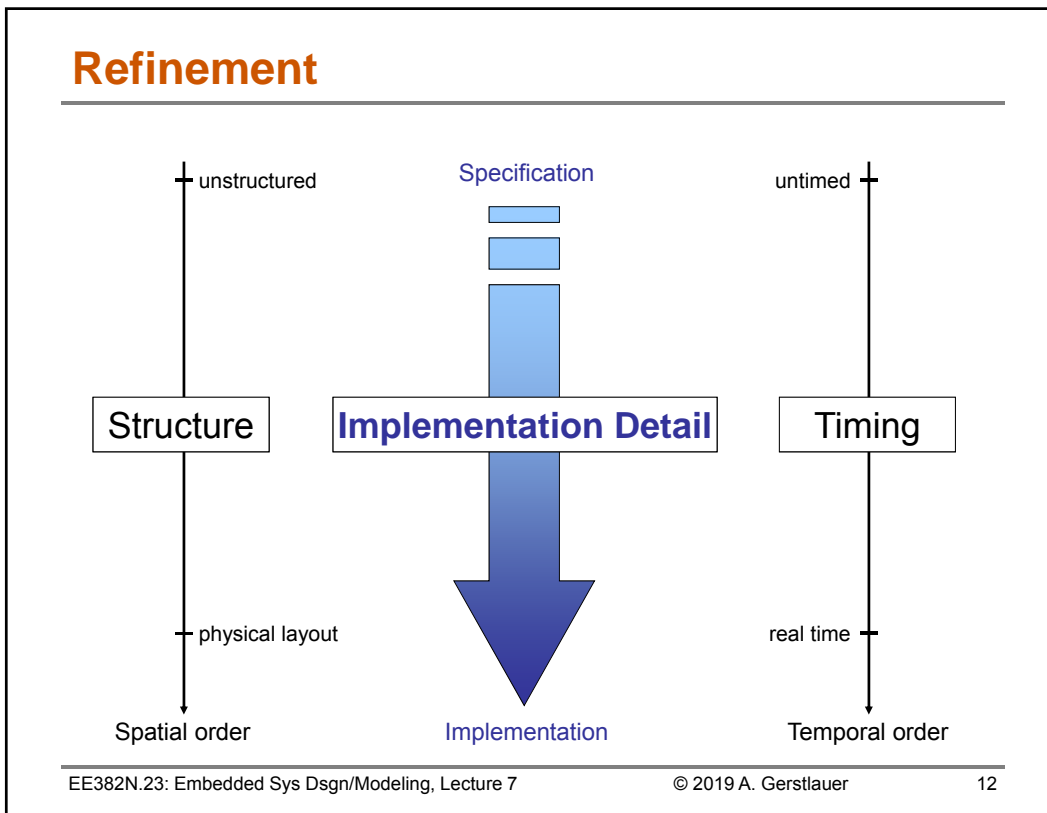 Refinement
unstructured
Specification
untimed
Structure
Implementation Detail
Timing
physical layout
real time
Spatial order
Implementation
Temporal order
EE382N.23: Embedded Sys Dsgn/Modeling, Lecture 7 © 2019 A. Gerstlauer 12